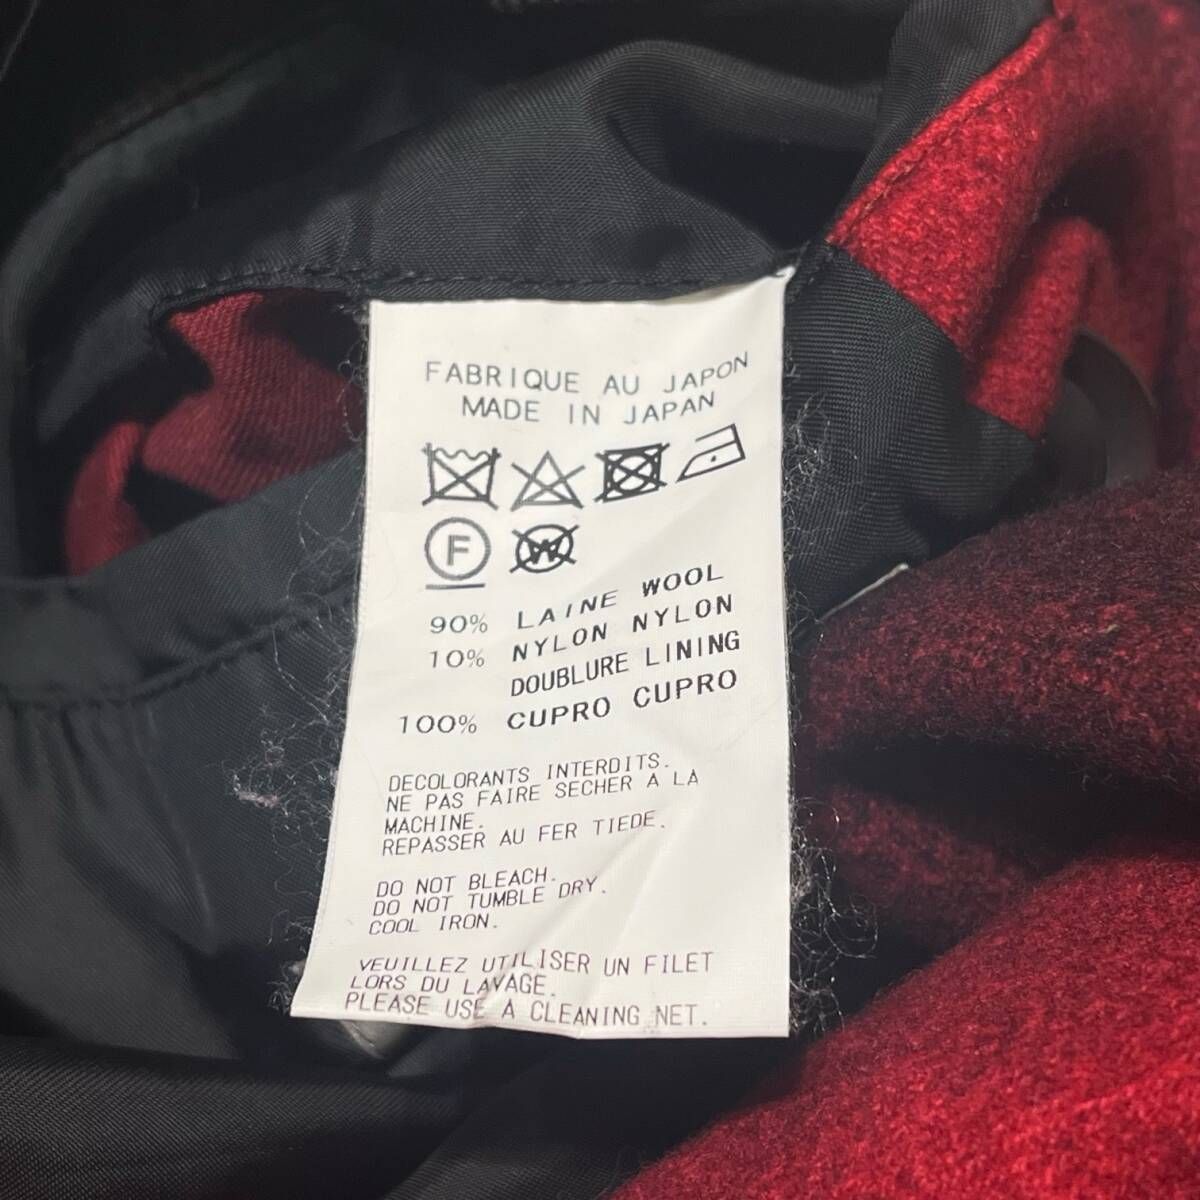 FABRIQUE AU JAPON
MADE IN JAPAN
F W
90% LAINE WOOL
10% NYLON NYLON
DOUBLURE LINING
100% CUPRO CUPRO
DECOLORANTS INTERDITS.
NE PAS FAIRE SECHER A LA
MACHINE.
REPASSER AU FER TIEDE.
DO NOT BLEACH.
DO NOT TUMBLE DRY.
COOL IRON.
VEUILLEZ UTILISER UN FILET
LORS DU LAVAGE.
PLEASE USE A CLEANING NET.